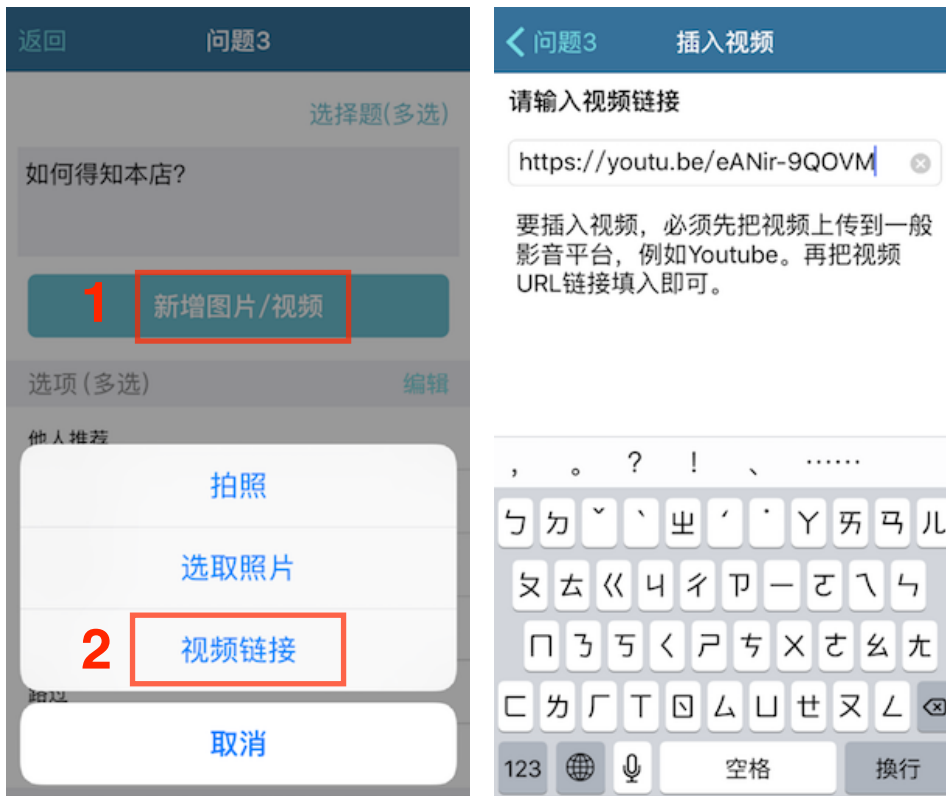 返回
问题3
选择题(多选)
如何得知本店?
1
新增图片/视频
选项(多选)
编辑
他人推荐
拍照
选取照片
2
视频链接
路过
取消
问题3
插入视频
请输入视频链接
https://youtu.be/eANir-9QOVM
要插入视频，必须先把视频上传到一般
影音平台，例如Youtube。再把视频
URL链接填入即可。
， 。 ？ ！ 、 ……
ㄅ ㄉ ˇ ˋ ㄓ ˊ ˙ ㄚ ㄞ ㄢ ㄦ
ㄆ ㄊ ㄍ ㄐ ㄔ ㄗ ㄧ ㄛ ㄟ ㄣ
ㄇ ㄋ ㄎ ㄑ ㄕ ㄘ ㄨ ㄜ ㄠ ㄤ
ㄈ ㄌ ㄏ ㄒ ㄖ ㄙ ㄩ ㄝ ㄡ ㄥ
123 空格 換行